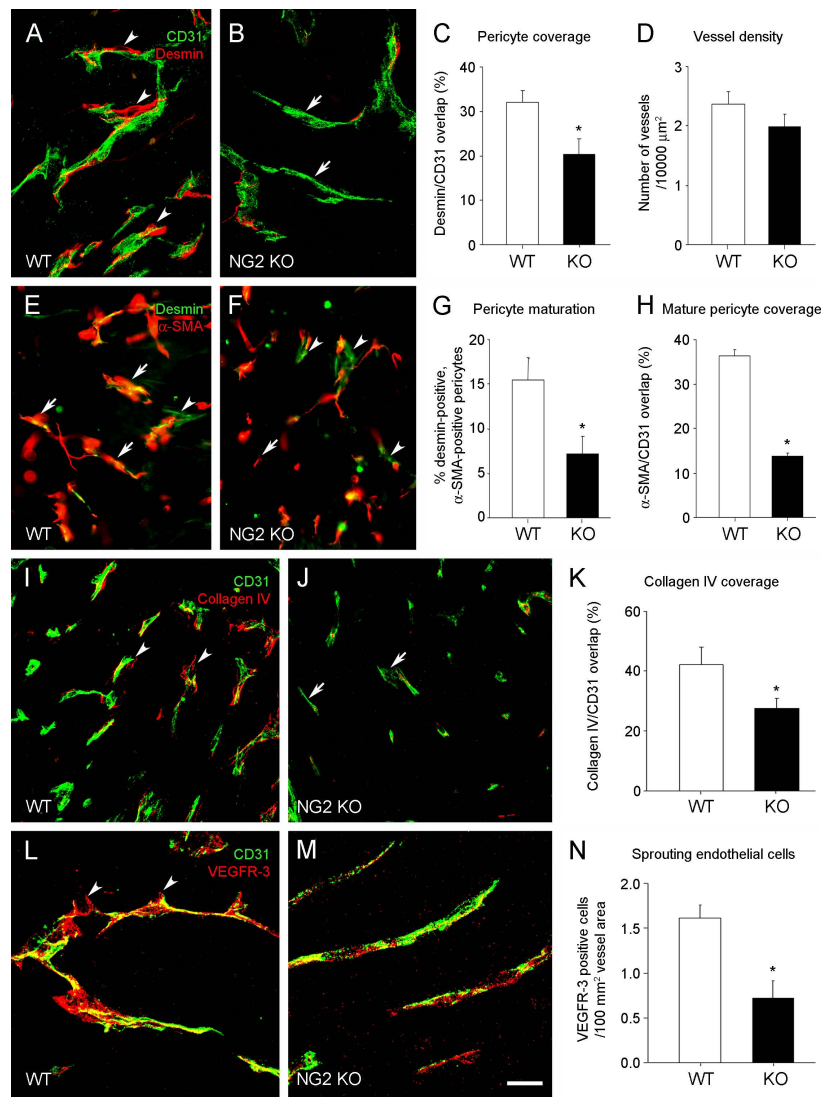 A
CD31
Desmin
WT
B
NG2 KO
C
Pericyte coverage
Desmin/CD31 overlap (%)
40
30
20
10
0
*
WT
KO
D
Vessel density
Number of vessels
/10000 μm²
3
2
1
0
WT
KO
E
Desmin
α-SMA
WT
F
NG2 KO
G
Pericyte maturation
% desmin-positive,
α-SMA-positive pericytes
20
15
10
5
0
*
WT
KO
H
Mature pericyte coverage
α-SMA/CD31 overlap (%)
40
30
20
10
0
*
WT
KO
I
CD31
Collagen IV
WT
J
NG2 KO
K
Collagen IV coverage
Collagen IV/CD31 overlap (%)
60
40
20
0
*
WT
KO
L
CD31
VEGFR-3
WT
M
NG2 KO
N
Sprouting endothelial cells
VEGFR-3 positive cells
/100 mm² vessel area
2.0
1.5
1.0
0.5
0.0
*
WT
KO